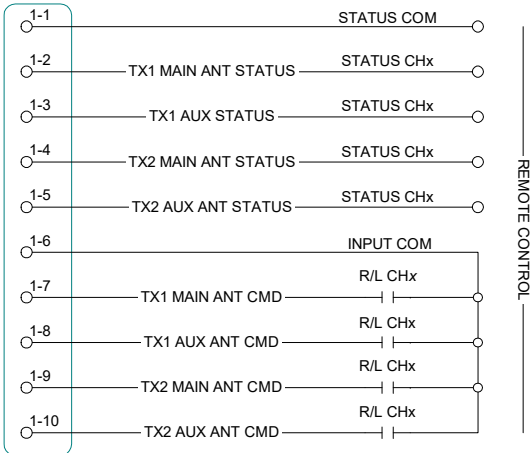 1-1 STATUS COM
1-2 TX1 MAIN ANT STATUS STATUS CHx
1-3 TX1 AUX STATUS STATUS CHx
1-4 TX2 MAIN ANT STATUS STATUS CHx
1-5 TX2 AUX ANT STATUS STATUS CHx
1-6 INPUT COM
1-7 TX1 MAIN ANT CMD R/L CHx
1-8 TX1 AUX ANT CMD R/L CHx
1-9 TX2 MAIN ANT CMD R/L CHx
1-10 TX2 AUX ANT CMD R/L CHx
REMOTE CONTROL